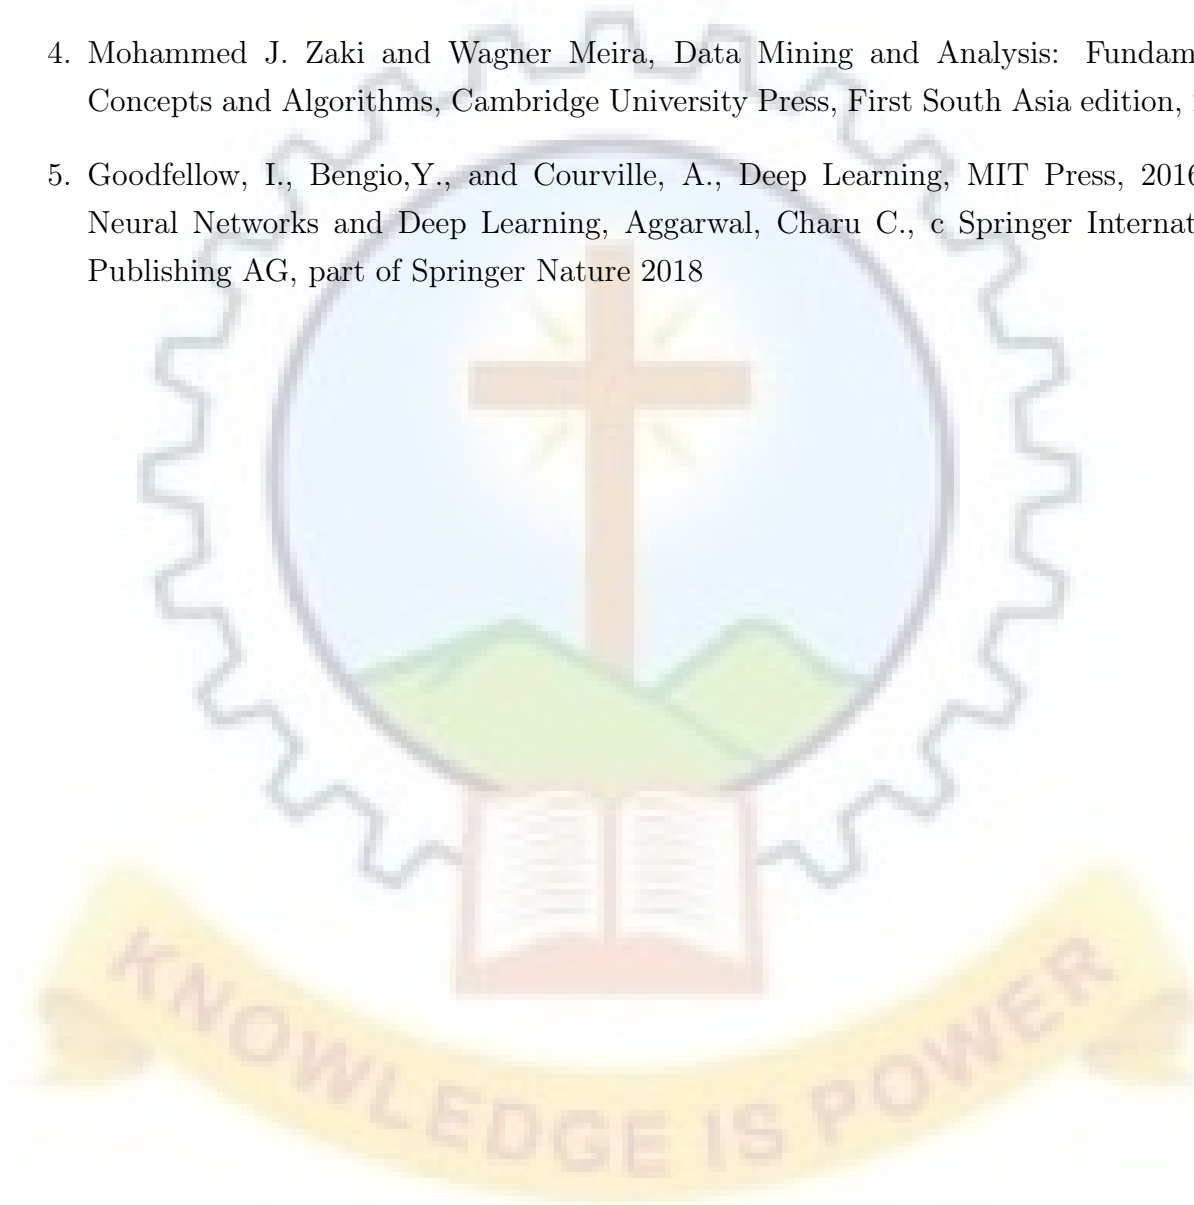 4. Mohammed J. Zaki and Wagner Meira, Data Mining and Analysis: Fundam
Concepts and Algorithms, Cambridge University Press, First South Asia edition,
5. Goodfellow, I., Bengio,Y., and Courville, A., Deep Learning, MIT Press, 2016
Neural Networks and Deep Learning, Aggarwal, Charu C., c Springer Internat
Publishing AG, part of Springer Nature 2018
KNOWLEDGE IS POWER